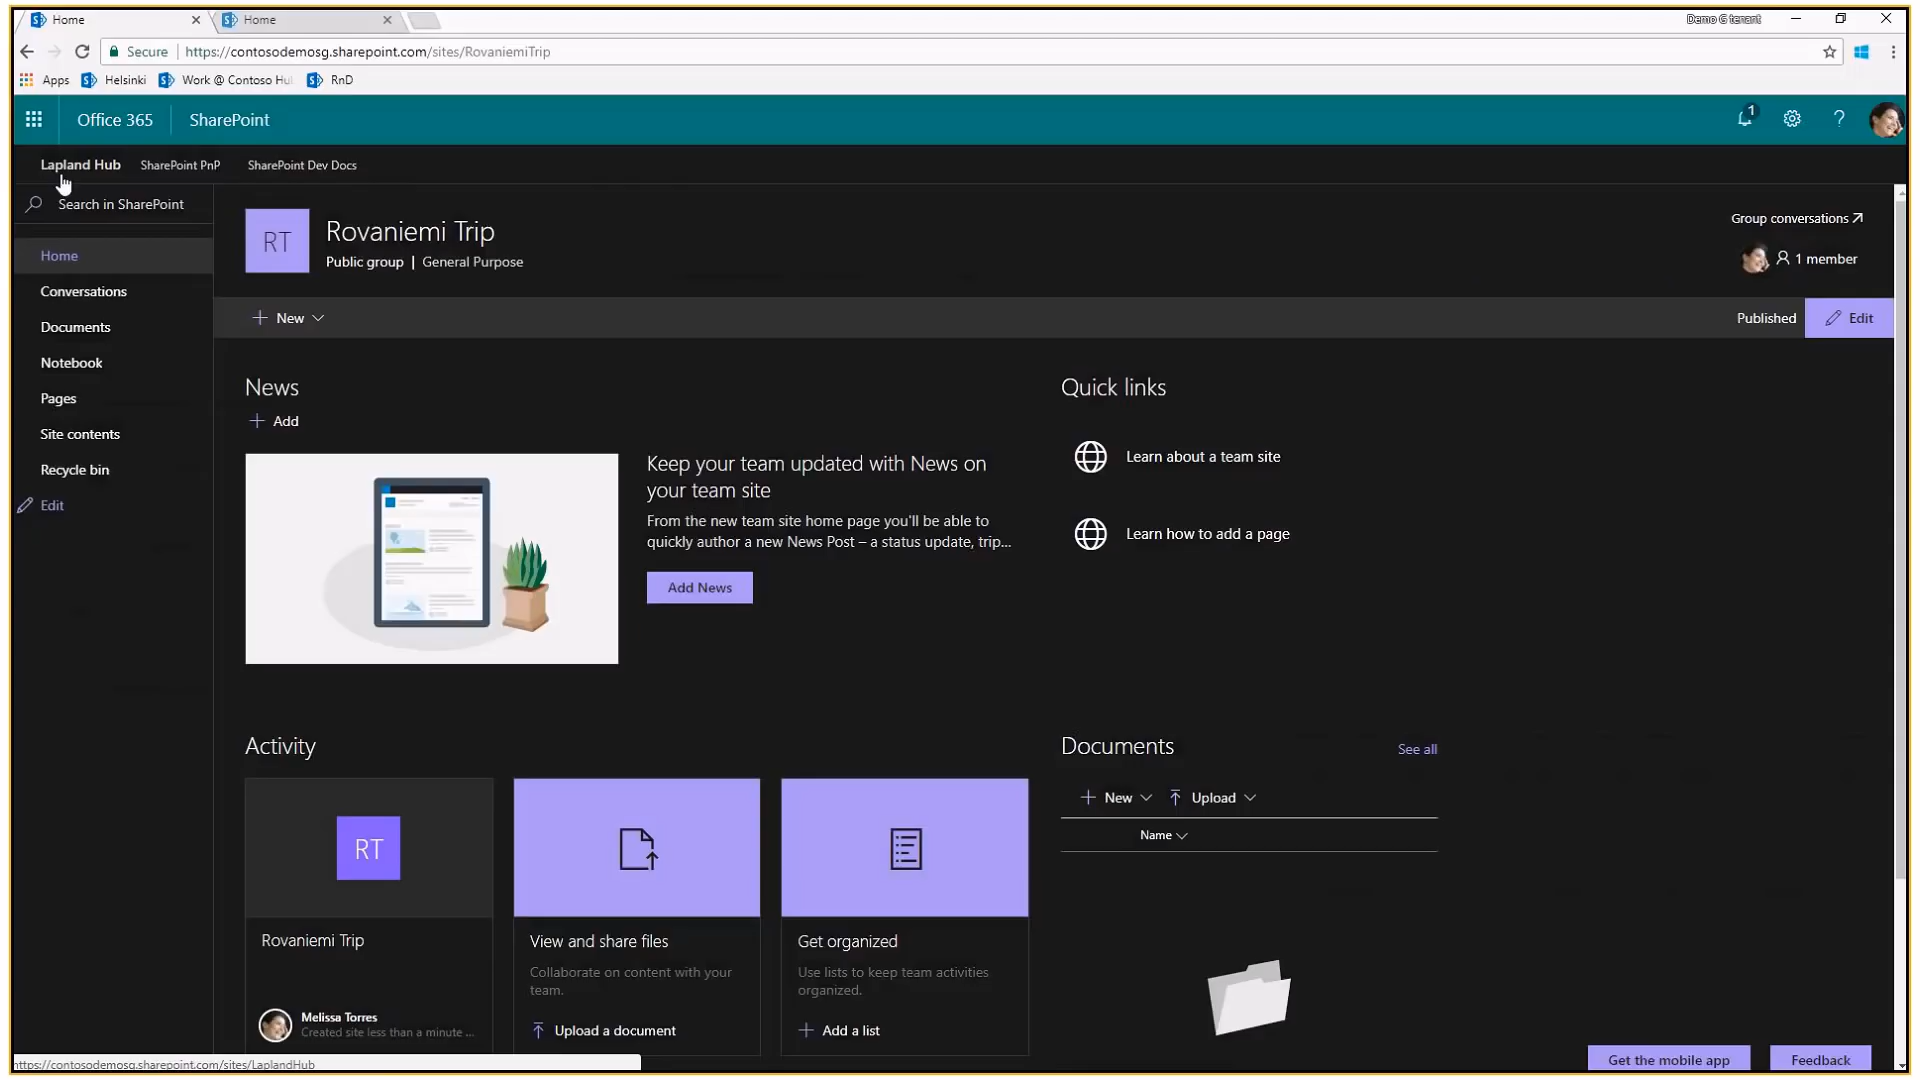 Home
Home
Demo G tenant
Secure
https://contosodemosg.sharepoint.com/sites/RovaniemiTrip
Apps
Helsinki
Work @ Contoso Hu
RnD
Office 365
SharePoint
1
?
Lapland Hub
SharePoint PnP
SharePoint Dev Docs
Search in SharePoint
Home
Conversations
Documents
Notebook
Pages
Site contents
Recycle bin
Edit
RT
Rovaniemi Trip
Public group | General Purpose
Group conversations
1 member
New
Published
Edit
News
Add
Keep your team updated with News on
your team site
From the new team site home page you'll be able to
quickly author a new News Post – a status update, trip...
Add News
Quick links
Learn about a team site
Learn how to add a page
Activity
RT
Rovaniemi Trip
Melissa Torres
Created site less than a minute ...
View and share files
Collaborate on content with your
team.
Upload a document
Get organized
Use lists to keep team activities
organized.
Add a list
Documents
See all
New
Upload
Name
Get the mobile app
Feedback
https://contosodemosg.sharepoint.com/sites/LaplandHub